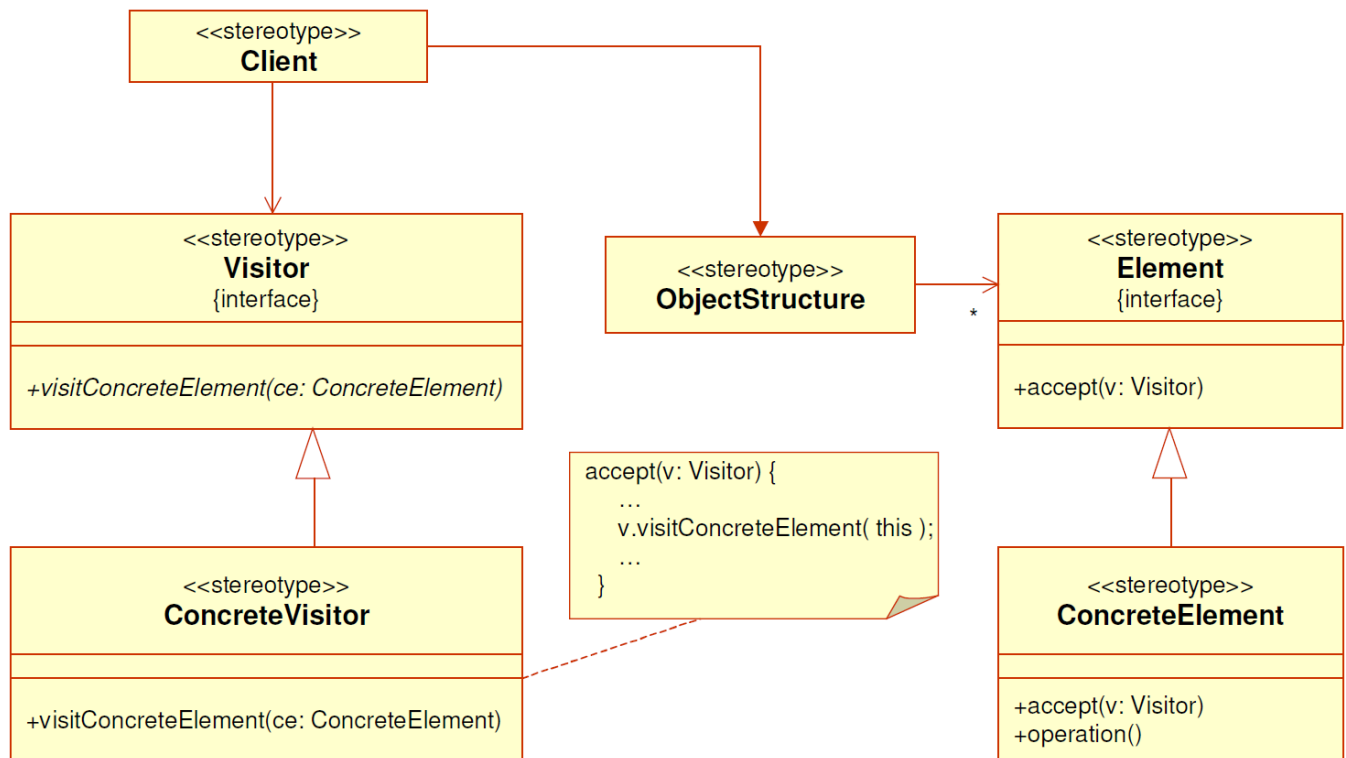 <<stereotype>>
Client
<<stereotype>>
Visitor
{interface}
+visitConcreteElement(ce: ConcreteElement)
<<stereotype>>
ObjectStructure
*
<<stereotype>>
Element
{interface}
+accept(v: Visitor)
accept(v: Visitor) {
...
v.visitConcreteElement( this );
...
}
<<stereotype>>
ConcreteVisitor
+visitConcreteElement(ce: ConcreteElement)
<<stereotype>>
ConcreteElement
+accept(v: Visitor)
+operation()